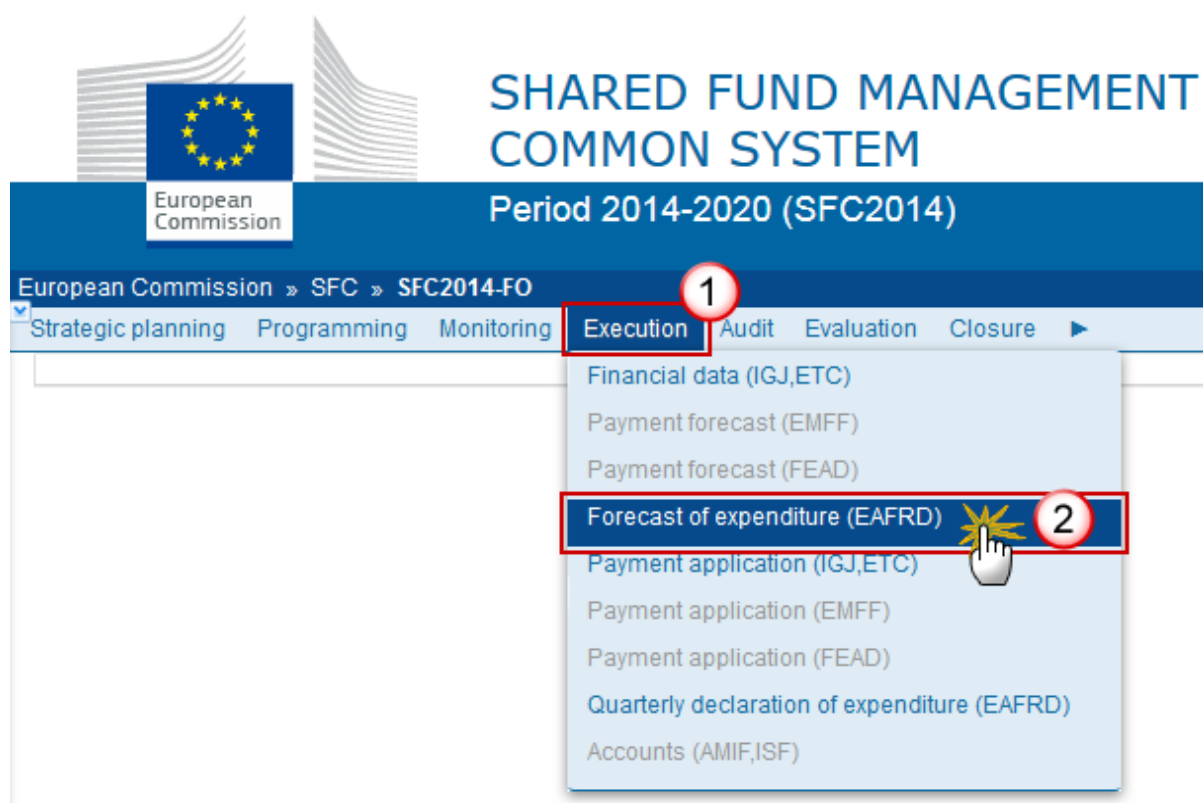 SHARED FUND MANAGEMENT
COMMON SYSTEM
European
Commission
Period 2014-2020 (SFC2014)
European Commission » SFC » SFC2014-FO
1
Strategic planning Programming Monitoring Execution Audit Evaluation Closure ►
Financial data (IGJ,ETC)
Payment forecast (EMFF)
Payment forecast (FEAD)
Forecast of expenditure (EAFRD) 2
Payment application (IGJ,ETC)
Payment application (EMFF)
Payment application (FEAD)
Quarterly declaration of expenditure (EAFRD)
Accounts (AMIF,ISF)